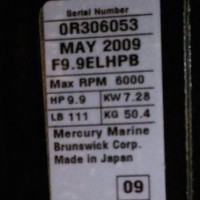 Serial Number
0R306053
MAY 2009
F9.9ELHPB
Max RPM 6000
HP 9.9 KW 7.28
LB 111 KG 50.4
Mercury Marine
Brunswick Corp.
Made in Japan
09